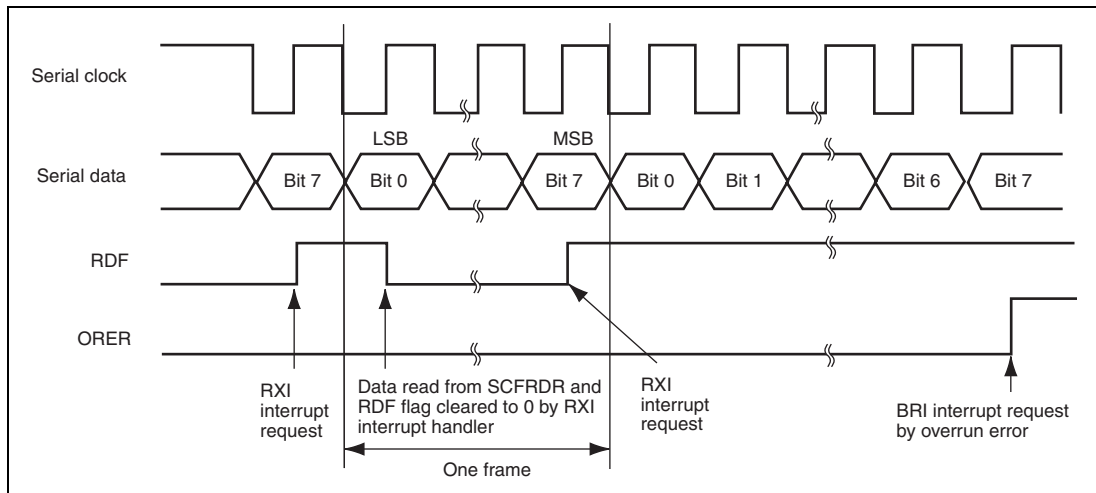 Serial clock
LSB
MSB
Serial data
Bit 7
Bit 0
Bit 7
Bit 0
Bit 1
Bit 6
Bit 7
RDF
ORER
RXI
interrupt
request
Data read from SCFRDR and
RDF flag cleared to 0 by RXI
interrupt handler
RXI
interrupt
request
BRI interrupt request
by overrun error
One frame